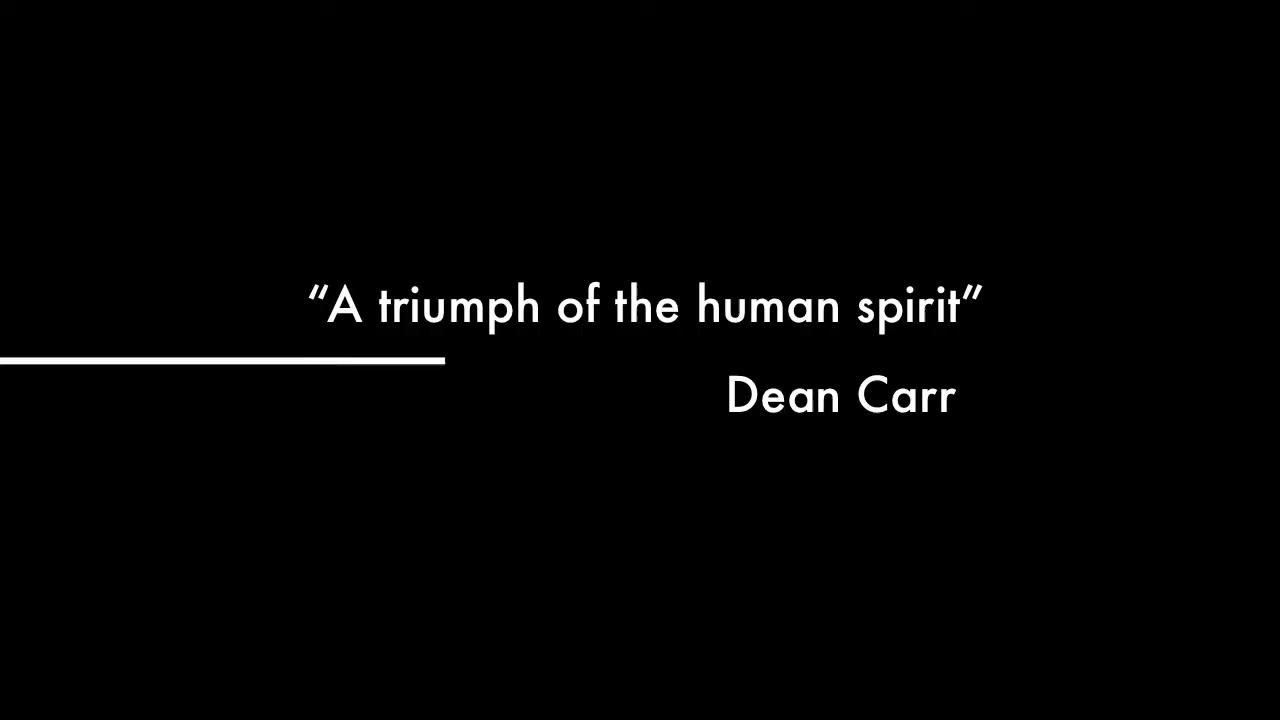 “A triumph of the human spirit”
Dean Carr